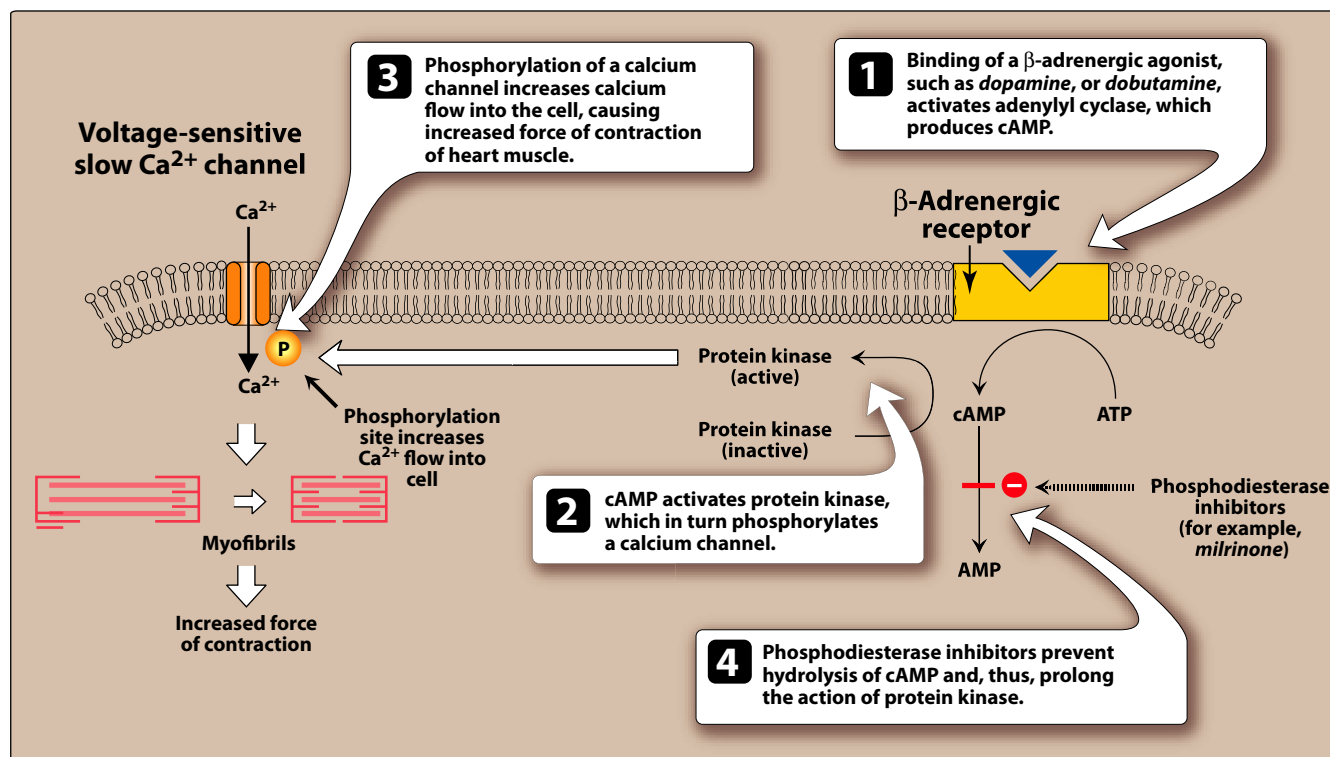 3
Phosphorylation of a calcium
channel increases calcium
flow into the cell, causing
increased force of contraction
of heart muscle.
1
Binding of a β-adrenergic agonist,
such as dopamine, or dobutamine,
activates adenylyl cyclase, which
produces cAMP.
Voltage-sensitive
slow Ca²⁺ channel
Ca²⁺
β-Adrenergic
receptor
P
Ca²⁺
Phosphorylation
site increases
Ca²⁺ flow into
cell
Protein kinase
(active)
Protein kinase
(inactive)
cAMP
ATP
2
cAMP activates protein kinase,
which in turn phosphorylates
a calcium channel.
Phosphodiesterase
inhibitors
(for example,
milrinone)
AMP
Myofibrils
Increased force
of contraction
4
Phosphodiesterase inhibitors prevent
hydrolysis of cAMP and, thus, prolong
the action of protein kinase.